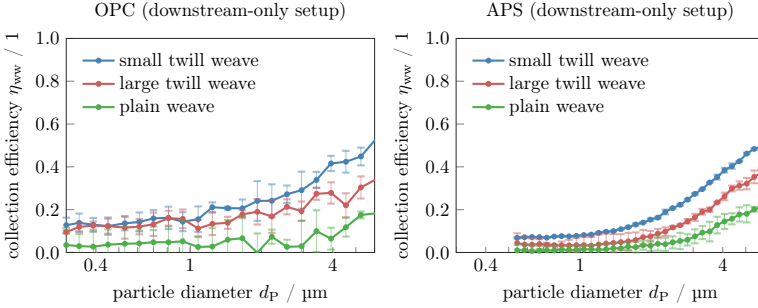 OPC (downstream-only setup)
collection efficiency ηww / 1
1.0
0.8
0.6
0.4
0.2
0.0
small twill weave
large twill weave
plain weave
0.4 1 4
particle diameter dP / µm
APS (downstream-only setup)
collection efficiency ηww / 1
1.0
0.8
0.6
0.4
0.2
0.0
small twill weave
large twill weave
plain weave
0.4 1 4
particle diameter dP / µm